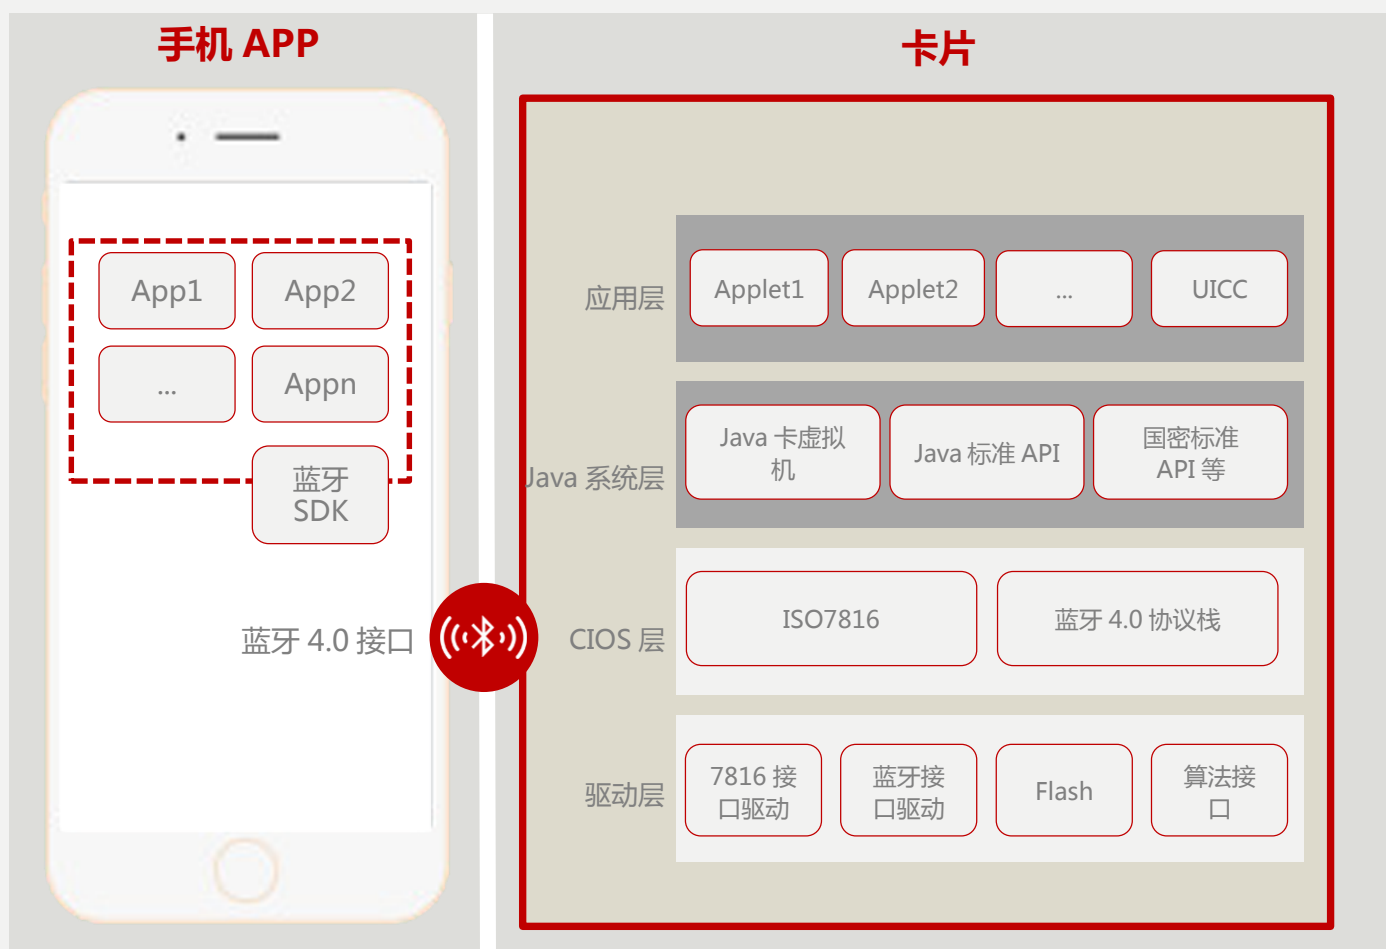 手机 APP
App1
App2
...
Appn
蓝牙
SDK
蓝牙 4.0 接口
卡片
应用层
Applet1
Applet2
...
UICC
Java 系统层
Java 卡虚拟
机
Java 标准 API
国密标准
API 等
CIOS 层
ISO7816
蓝牙 4.0 协议栈
驱动层
7816 接
口驱动
蓝牙接
口驱动
Flash
算法接
口